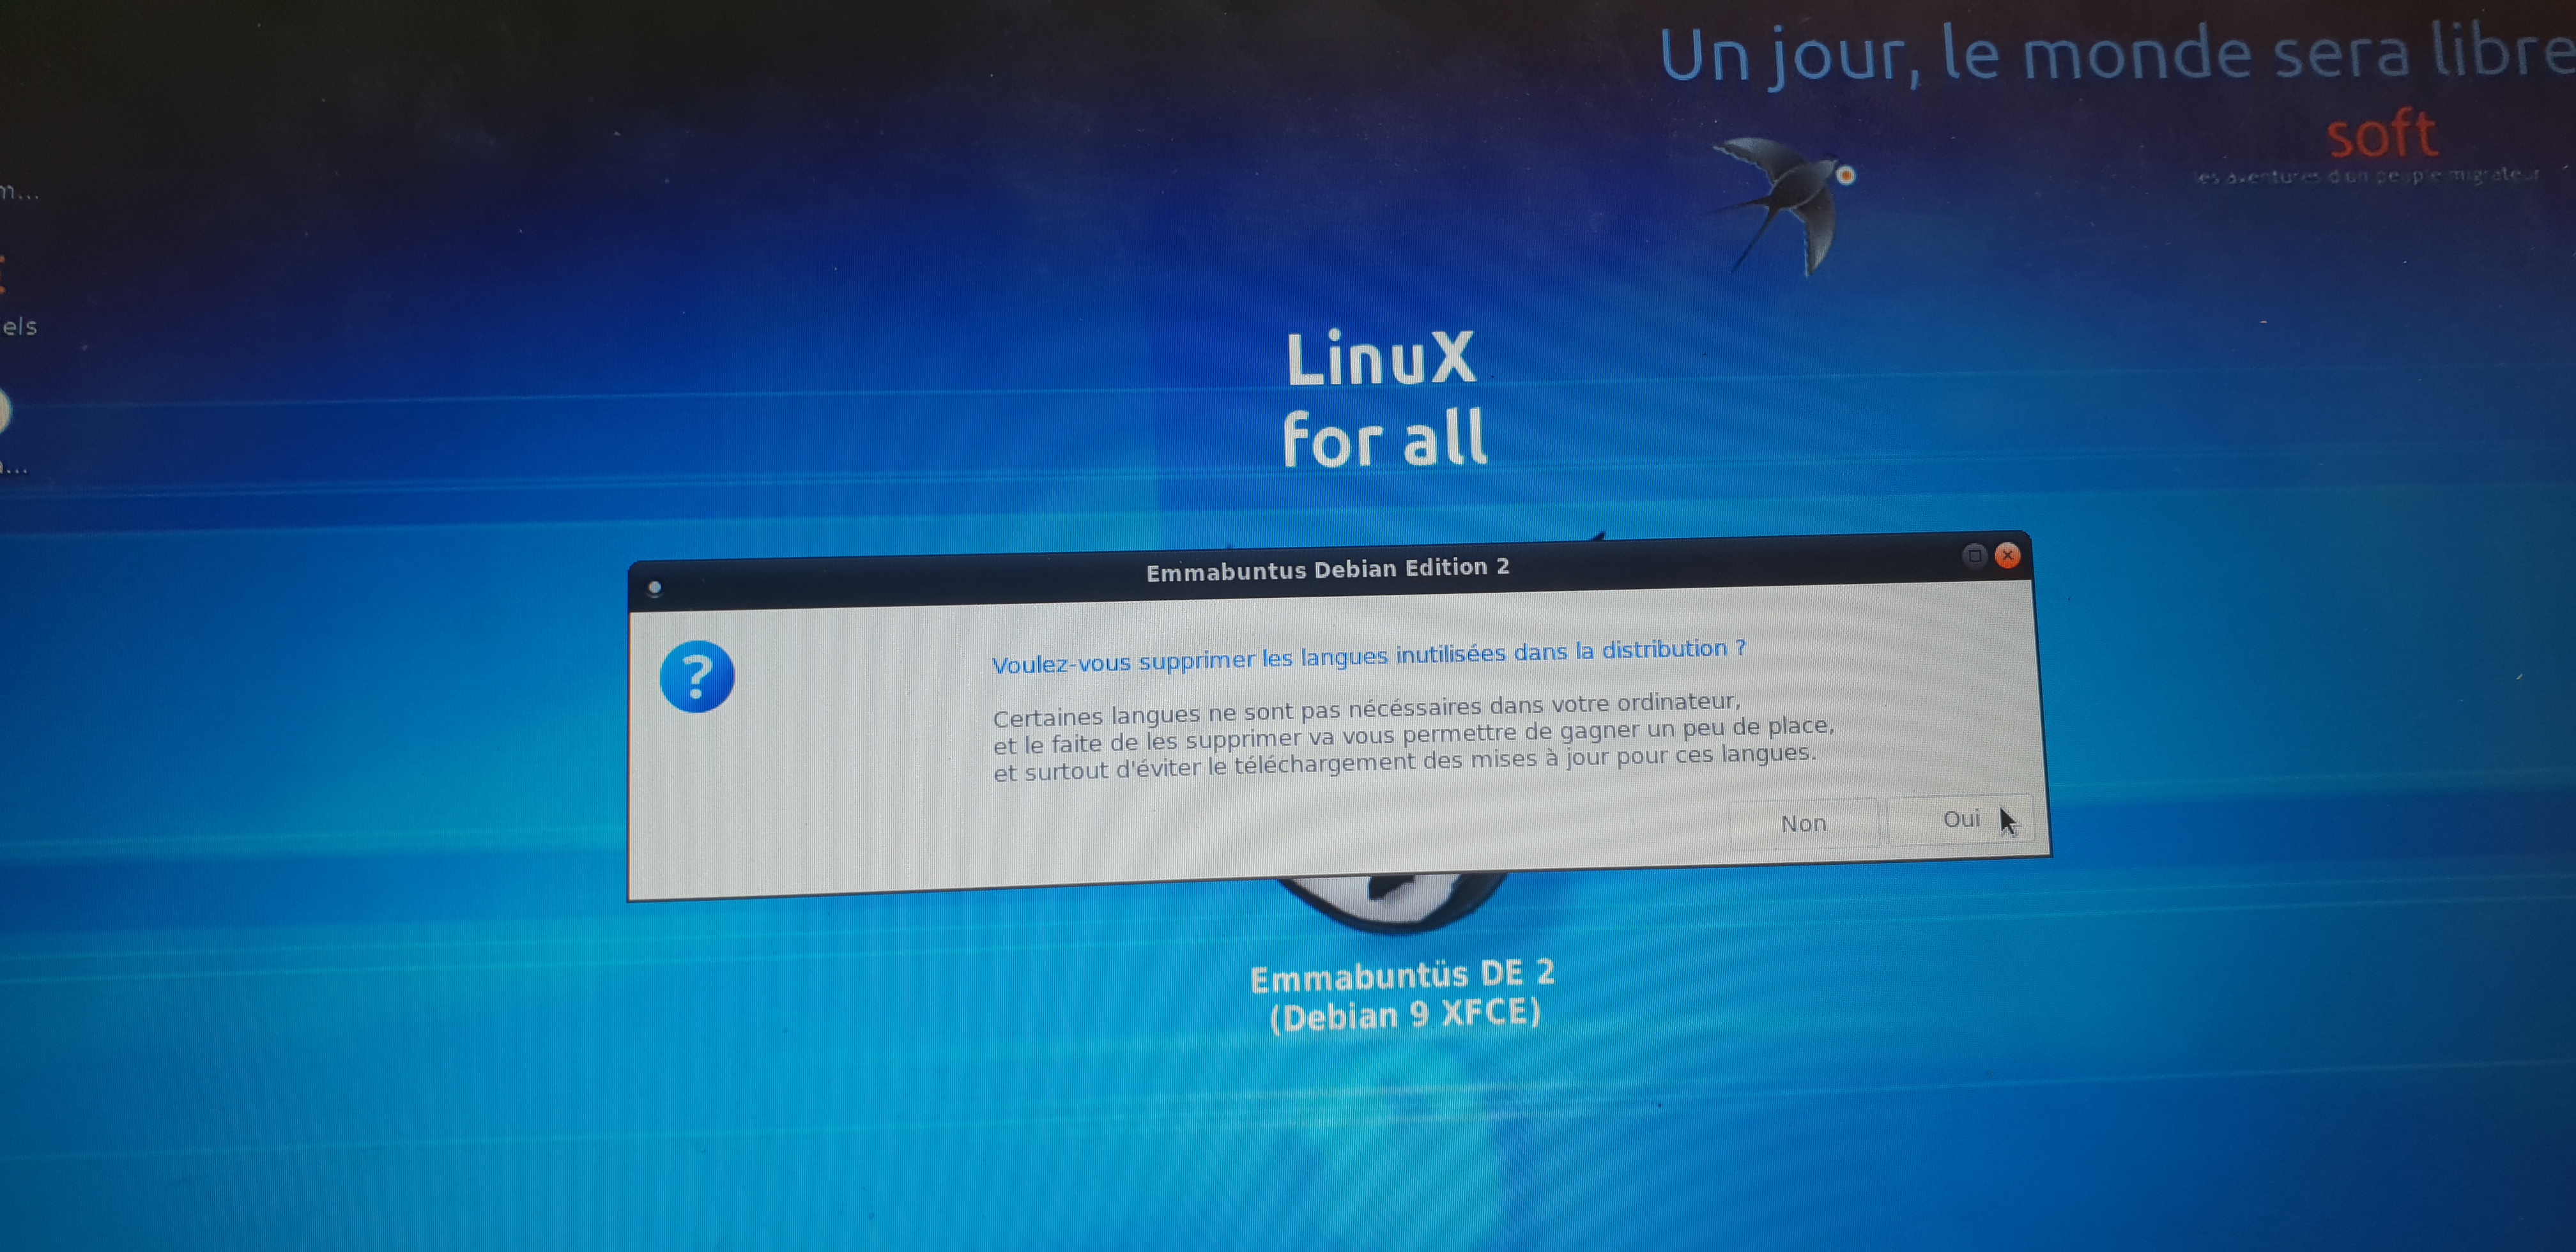 Un jour, le monde sera libre
soft
les aventures d'un peuple migrateur
m...
els
LinuX
for all
Emmabuntus Debian Edition 2
Voulez-vous supprimer les langues inutilisées dans la distribution ?
Certaines langues ne sont pas nécéssaires dans votre ordinateur,
et le faite de les supprimer va vous permettre de gagner un peu de place,
et surtout d'éviter le téléchargement des mises à jour pour ces langues.
Non
Oui
Emmabuntüs DE 2
(Debian 9 XFCE)